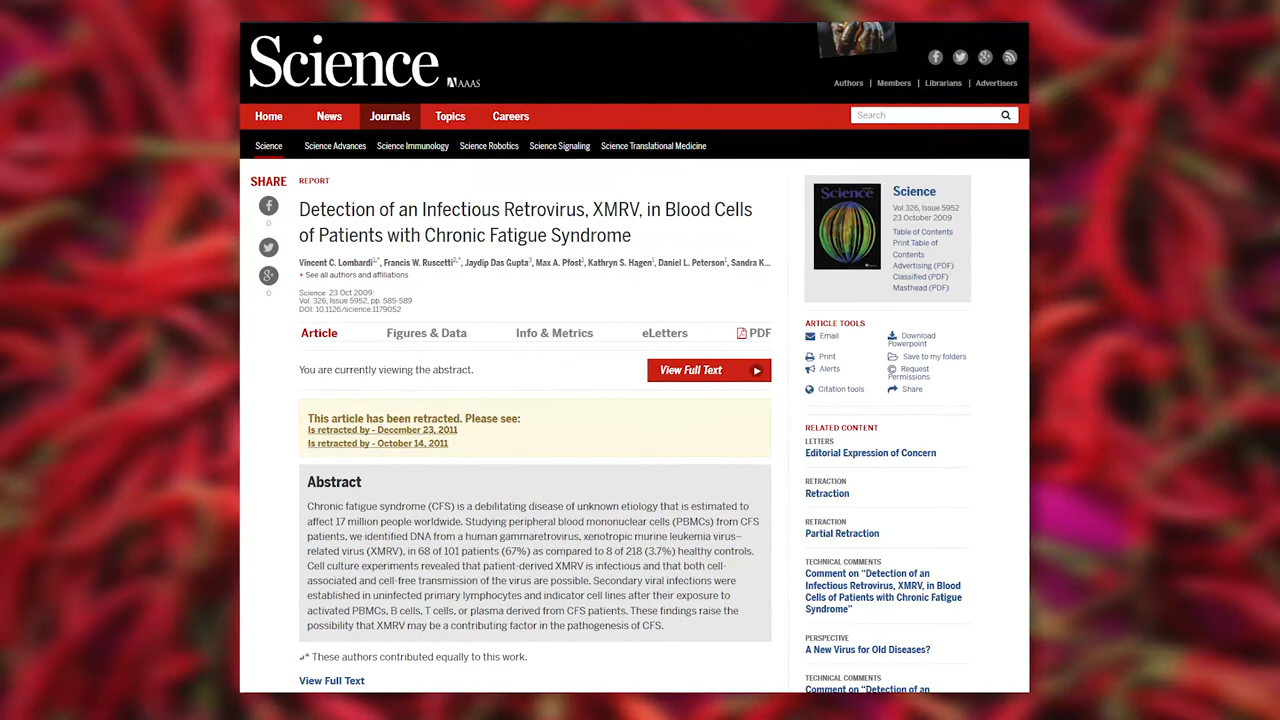 Science
AAAS
Authors | Members | Librarians | Advertisers
Home News Journals Topics Careers
Search
Science Science Advances Science Immunology Science Robotics Science Signaling Science Translational Medicine
SHARE
0
0
REPORT
Detection of an Infectious Retrovirus, XMRV, in Blood Cells
of Patients with Chronic Fatigue Syndrome
Vincent C. Lombardi1,*, Francis W. Ruscetti2,*, Jaydip Das Gupta3, Max A. Pfost1, Kathryn S. Hagen1, Daniel L. Peterson1, Sandra K...
+ See all authors and affiliations
Science 23 Oct 2009:
Vol. 326, Issue 5952, pp. 585-589
DOI: 10.1126/science.1179052
Article Figures & Data Info & Metrics eLetters PDF
You are currently viewing the abstract.
View Full Text
This article has been retracted. Please see:
Is retracted by - December 23, 2011
Is retracted by - October 14, 2011
Abstract
Chronic fatigue syndrome (CFS) is a debilitating disease of unknown etiology that is estimated to
affect 17 million people worldwide. Studying peripheral blood mononuclear cells (PBMCs) from CFS
patients, we identified DNA from a human gammaretrovirus, xenotropic murine leukemia virus–
related virus (XMRV), in 68 of 101 patients (67%) as compared to 8 of 218 (3.7%) healthy controls.
Cell culture experiments revealed that patient-derived XMRV is infectious and that both cell-
associated and cell-free transmission of the virus are possible. Secondary viral infections were
established in uninfected primary lymphocytes and indicator cell lines after their exposure to
activated PBMCs, B cells, T cells, or plasma derived from CFS patients. These findings raise the
possibility that XMRV may be a contributing factor in the pathogenesis of CFS.
* These authors contributed equally to this work.
View Full Text
Science
Science
Vol 326, Issue 5952
23 October 2009
Table of Contents
Print Table of
Contents
Advertising (PDF)
Classified (PDF)
Masthead (PDF)
ARTICLE TOOLS
Email
Download
Powerpoint
Print
Save to my folders
Alerts
Request
Permissions
Citation tools
Share
RELATED CONTENT
LETTERS
Editorial Expression of Concern
RETRACTION
Retraction
RETRACTION
Partial Retraction
TECHNICAL COMMENTS
Comment on “Detection of an
Infectious Retrovirus, XMRV, in Blood
Cells of Patients with Chronic Fatigue
Syndrome”
PERSPECTIVE
A New Virus for Old Diseases?
TECHNICAL COMMENTS
Comment on “Detection of an